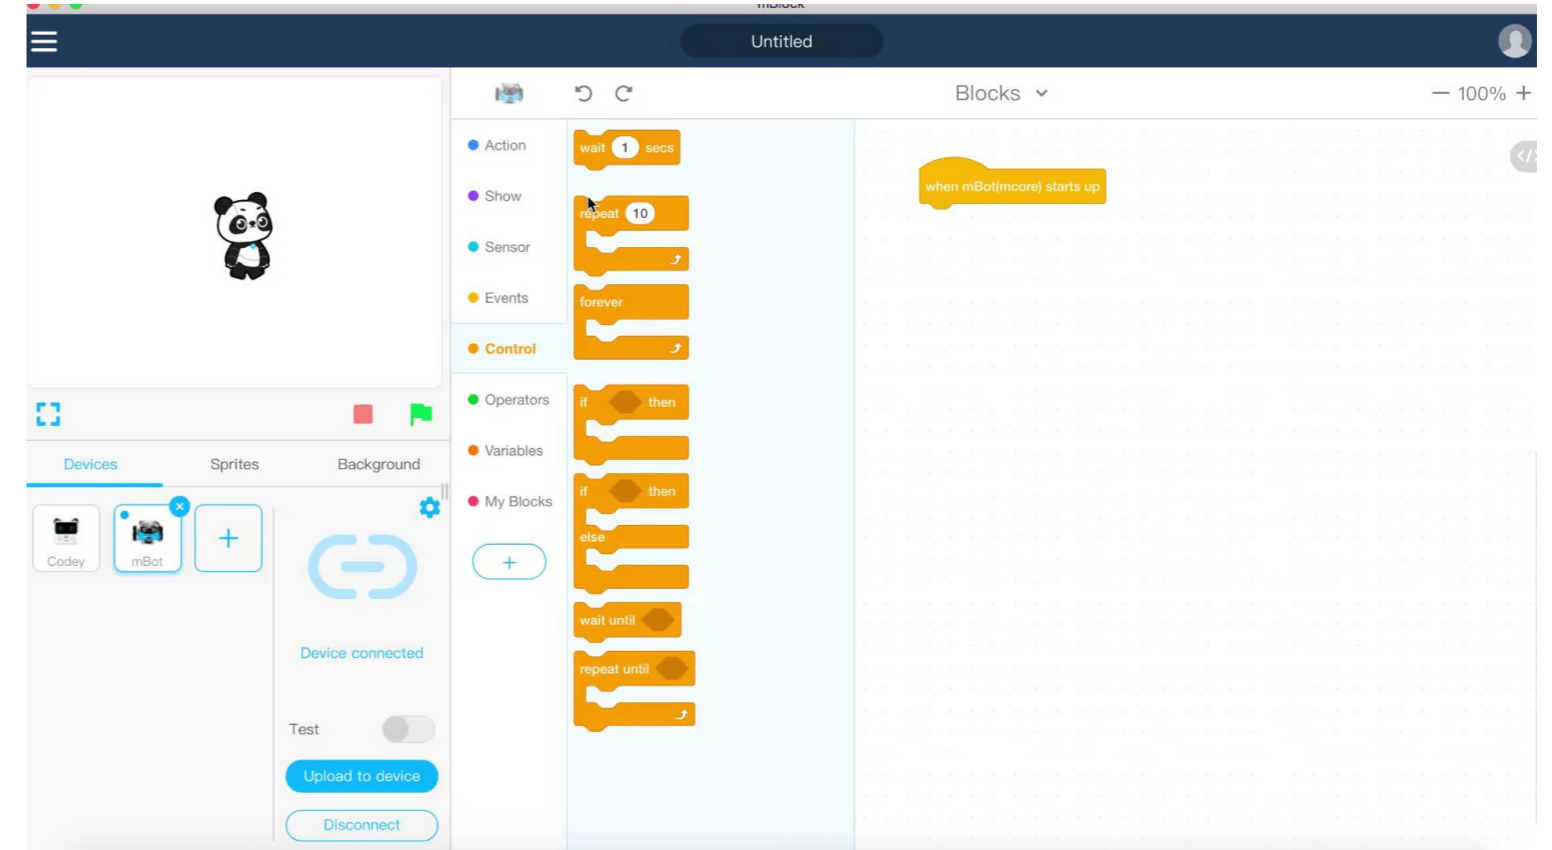 mBlock
Untitled
Blocks
100%
Action
Show
Sensor
Events
Control
Operators
Variables
My Blocks
+
wait 1 secs
repeat 10
forever
if then
if then
else
wait until
repeat until
when mBot(mcore) starts up
</>
Devices Sprites Background
Codey
mBot
+
Device connected
Test
Upload to device
Disconnect